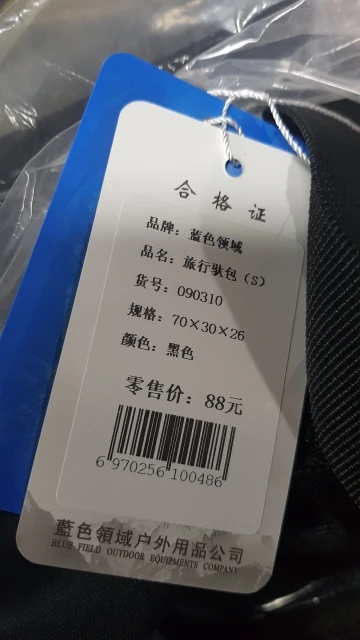 合格证
品牌：蓝色领域
品名：旅行驮包（S）
货号：090310
规格：70×30×26
颜色：黑色
零售价：88元
6 970256 100486
藍色領域户外用品公司
BLUE FIELD OUTDOOR EQUIPMENTS COMPANY